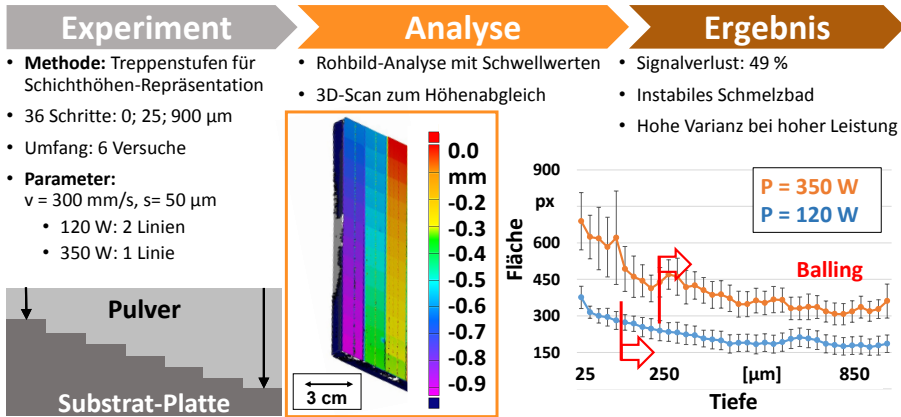 Experiment
• Methode: Treppenstufen für
Schichthöhen-Repräsentation
• 36 Schritte: 0; 25; 900 µm
• Umfang: 6 Versuche
• Parameter:
v = 300 mm/s, s= 50 µm
• 120 W: 2 Linien
• 350 W: 1 Linie
Pulver
Substrat-Platte
Analyse
• Rohbild-Analyse mit Schwellwerten
• 3D-Scan zum Höhenabgleich
0.0
mm
-0.2
-0.3
-0.4
-0.6
-0.7
-0.8
-0.9
3 cm
Ergebnis
• Signalverlust: 49 %
• Instabiles Schmelzbad
• Hohe Varianz bei hoher Leistung
900
px
600
450
300
150
Fläche
P = 350 W
P = 120 W
Balling
25 250 [µm] 850
Tiefe